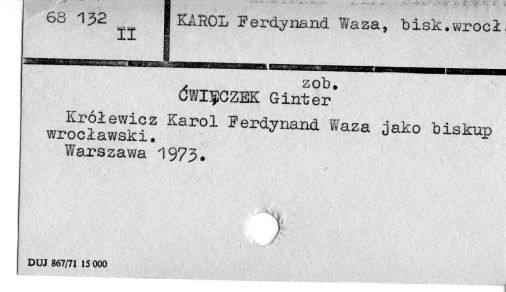 68 132
II
KAROL Ferdynand Waza, bisk.wrocł.
zob.
ĆWIĘCZEK Ginter
Królewicz Karol Ferdynand Waza jako biskup
wrocławski.
Warszawa 1973.
DUJ 867/71 15 000